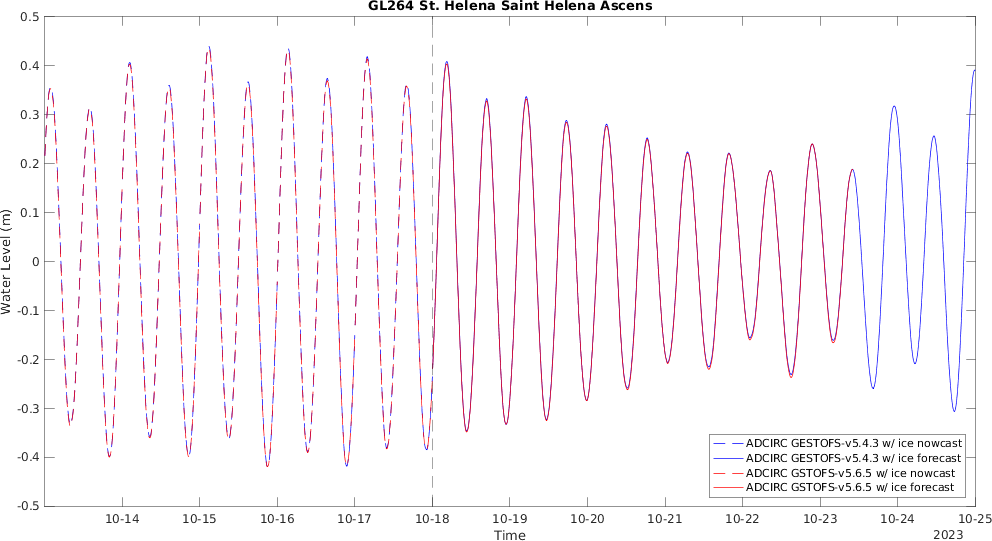 GL264 St. Helena Saint Helena Ascens
0.5
0.4
0.3
0.2
0.1
0
-0.1
-0.2
-0.3
-0.4
-0.5
Water Level (m)
ADCIRC GESTOFS-v5.4.3 w/ ice nowcast
ADCIRC GESTOFS-v5.4.3 w/ ice forecast
ADCIRC GSTOFS-v5.6.5 w/ ice nowcast
ADCIRC GSTOFS-v5.6.5 w/ ice forecast
10-14 10-15 10-16 10-17 10-18 10-19 10-20 10-21 10-22 10-23 10-24 10-25
Time
2023